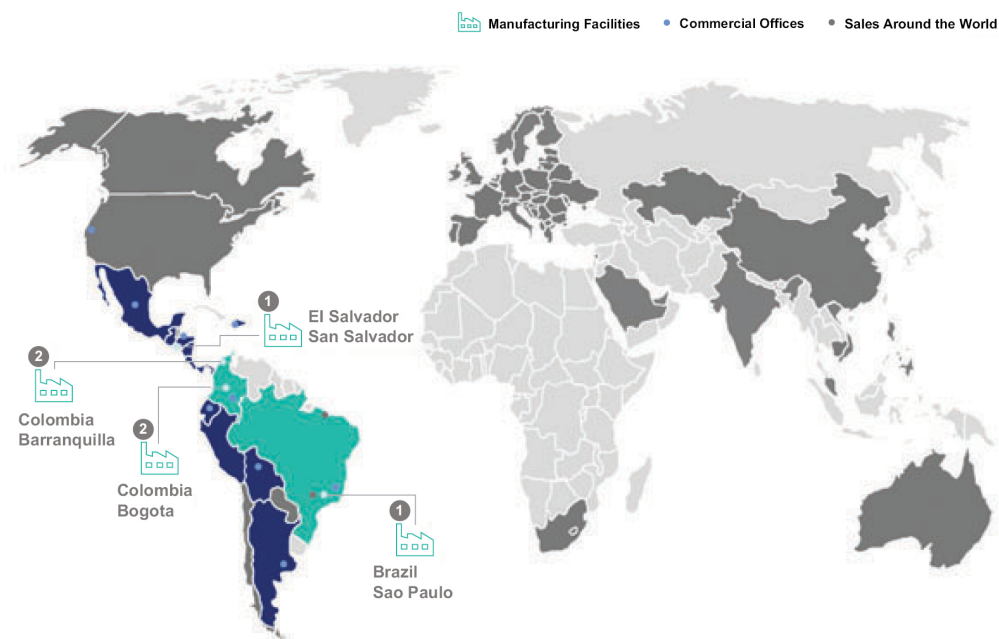 Manufacturing Facilities
Commercial Offices
Sales Around the World
1
El Salvador
San Salvador
2
Colombia
Barranquilla
2
Colombia
Bogota
1
Brazil
Sao Paulo